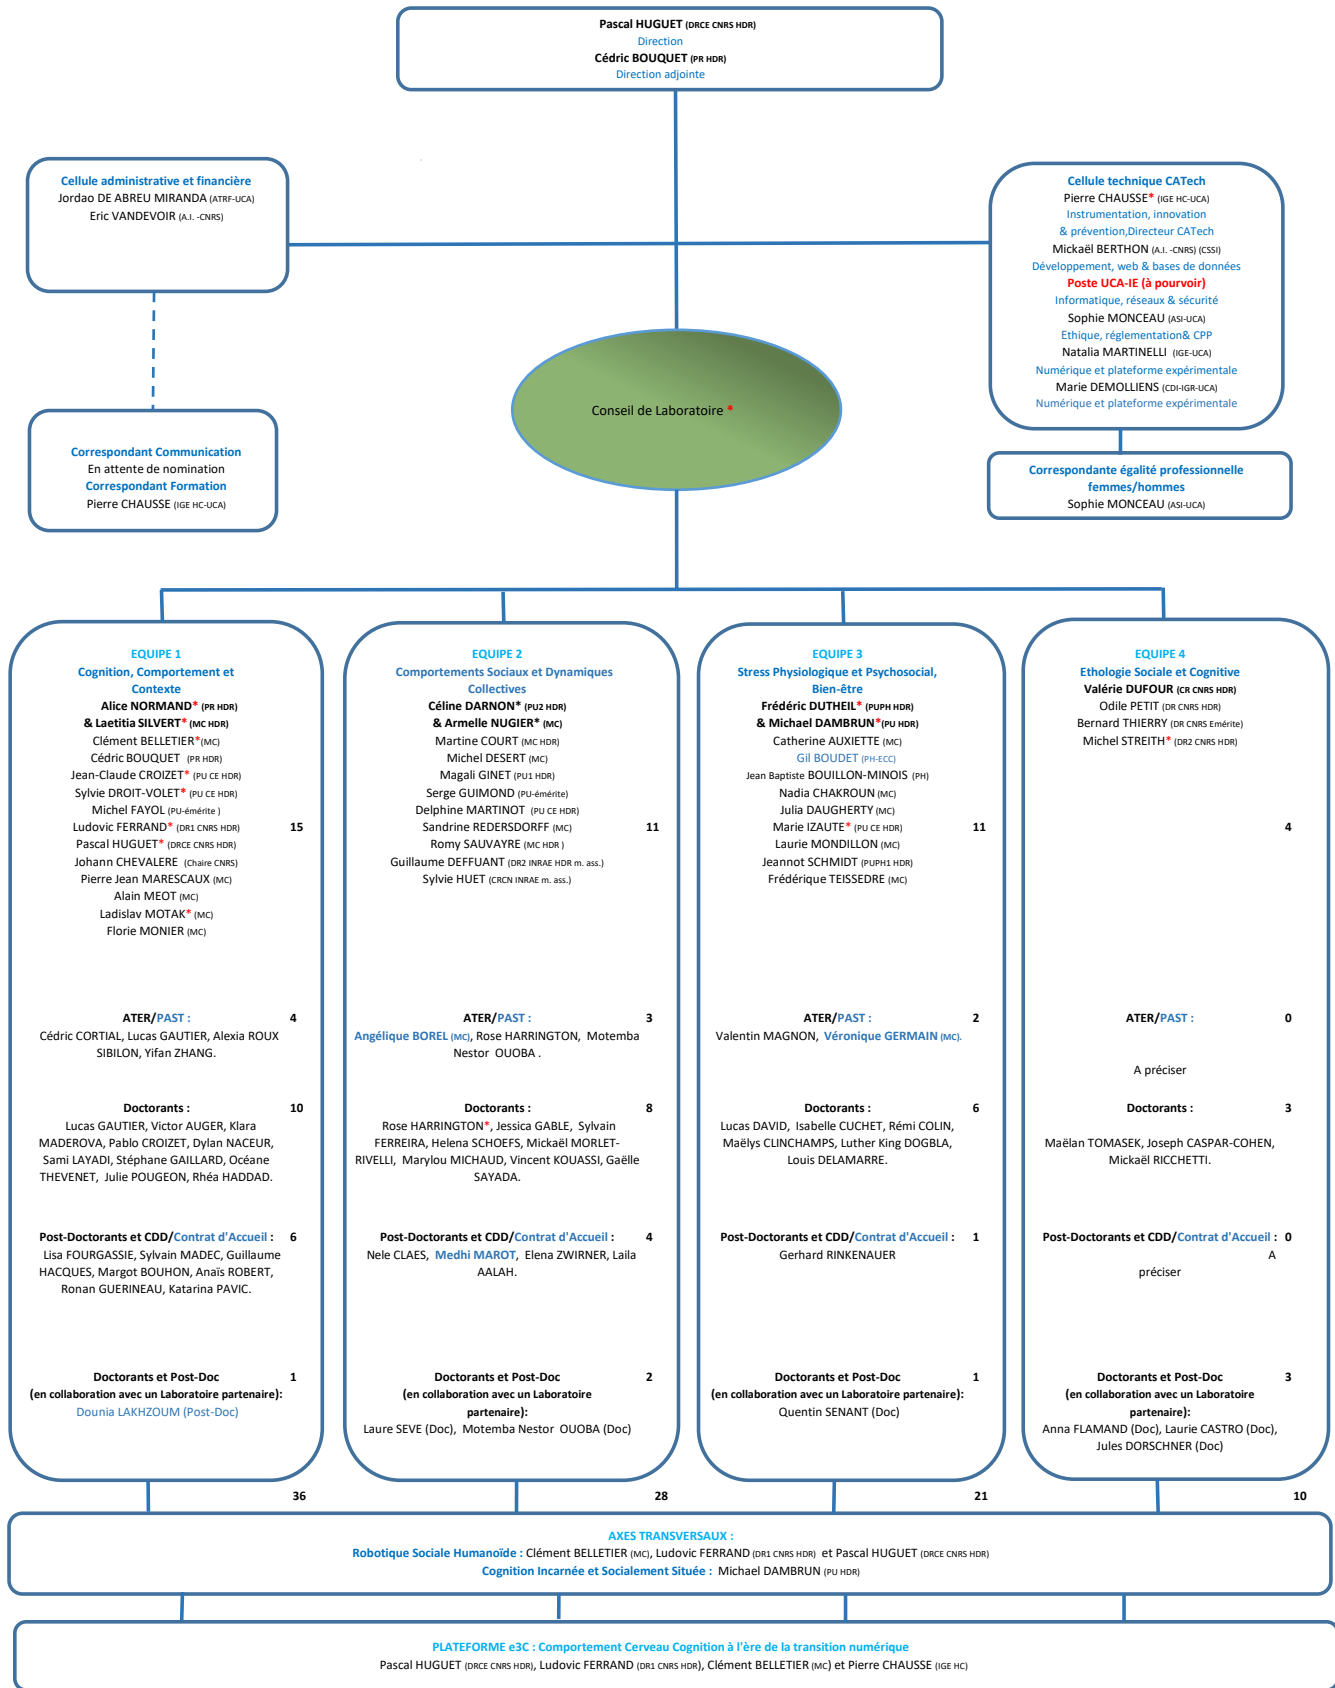 Pascal HUGUET (DRCE CNRS HDR)
Direction
Cédric BOUQUET (PR HDR)
Direction adjointe
Cellule administrative et financière
Jordao DE ABREU MIRANDA (ATRF-UCA)
Eric VANDEVOIR (A.I. -CNRS)
Cellule technique CATech
Pierre CHAUSSE* (IGE HC-UCA)
Instrumentation, innovation
& prévention,Directeur CATech
Mickaël BERTHON (A.I. -CNRS) (CSSI)
Développement, web & bases de données
Poste UCA-IE (à pourvoir)
Informatique, réseaux & sécurité
Sophie MONCEAU (ASI-UCA)
Ethique, réglementation& CPP
Natalia MARTINELLI (IGE-UCA)
Numérique et plateforme expérimentale
Marie DEMOLLIENS (CDI-IGR-UCA)
Numérique et plateforme expérimentale
Conseil de Laboratoire *
Correspondant Communication
En attente de nomination
Correspondant Formation
Pierre CHAUSSE (IGE HC-UCA)
Correspondante égalité professionnelle
femmes/hommes
Sophie MONCEAU (ASI-UCA)
EQUIPE 1
Cognition, Comportement et
Contexte
Alice NORMAND* (PR HDR)
& Laetitia SILVERT* (MC HDR)
Clément BELLETIER*(MC)
Cédric BOUQUET (PR HDR)
Jean-Claude CROIZET* (PU CE HDR)
Sylvie DROIT-VOLET* (PU CE HDR)
Michel FAYOL (PU-émérite )
Ludovic FERRAND* (DR1 CNRS HDR) 15
Pascal HUGUET* (DRCE CNRS HDR)
Johann CHEVALERE (Chaire CNRS)
Pierre Jean MARESCAUX (MC)
Alain MEOT (MC)
Ladislav MOTAK* (MC)
Florie MONIER (MC)
ATER/PAST : 4
Cédric CORTIAL, Lucas GAUTIER, Alexia ROUX
SIBILON, Yifan ZHANG.
Doctorants : 10
Lucas GAUTIER, Victor AUGER, Klara
MADEROVA, Pablo CROIZET, Dylan NACEUR,
Sami LAYADI, Stéphane GAILLARD, Océane
THEVENET, Julie POUGEON, Rhéa HADDAD.
Post-Doctorants et CDD/Contrat d'Accueil : 6
Lisa FOURGASSIE, Sylvain MADEC, Guillaume
HACQUES, Margot BOUHON, Anaïs ROBERT,
Ronan GUERINEAU, Katarina PAVIC.
Doctorants et Post-Doc 1
(en collaboration avec un Laboratoire partenaire):
Dounia LAKHZOUM (Post-Doc)
36
EQUIPE 2
Comportements Sociaux et Dynamiques
Collectives
Céline DARNON* (PU2 HDR)
& Armelle NUGIER* (MC)
Martine COURT (MC HDR)
Michel DESERT (MC)
Magali GINET (PU1 HDR)
Serge GUIMOND (PU-émérite)
Delphine MARTINOT (PU CE HDR)
Sandrine REDERSDORFF (MC) 11
Romy SAUVAYRE (MC HDR )
Guillaume DEFFUANT (DR2 INRAE HDR m. ass.)
Sylvie HUET (CRCN INRAE m. ass.)
ATER/PAST : 3
Angélique BOREL (MC), Rose HARRINGTON, Motemba
Nestor OUOBA .
Doctorants : 8
Rose HARRINGTON*, Jessica GABLE, Sylvain
FERREIRA, Helena SCHOEFS, Mickaël MORLET-
RIVELLI, Marylou MICHAUD, Vincent KOUASSI, Gaëlle
SAYADA.
Post-Doctorants et CDD/Contrat d'Accueil : 4
Nele CLAES, Medhi MAROT, Elena ZWIRNER, Laila
AALAH.
Doctorants et Post-Doc 2
(en collaboration avec un Laboratoire
partenaire):
Laure SEVE (Doc), Motemba Nestor OUOBA (Doc)
28
EQUIPE 3
Stress Physiologique et Psychosocial,
Bien-être
Frédéric DUTHEIL* (PUPH HDR)
& Michael DAMBRUN *(PU HDR)
Catherine AUXIETTE (MC)
Gil BOUDET (PH-ECC)
Jean Baptiste BOUILLON-MINOIS (PH)
Nadia CHAKROUN (MC)
Julia DAUGHERTY (MC)
Marie IZAUTE* (PU CE HDR) 11
Laurie MONDILLON (MC)
Jeannot SCHMIDT (PUPH1 HDR)
Frédérique TEISSEDRE (MC)
ATER/PAST : 2
Valentin MAGNON, Véronique GERMAIN (MC).
Doctorants : 6
Lucas DAVID, Isabelle CUCHET, Rémi COLIN,
Maëlys CLINCHAMPS, Luther King DOGBLA,
Louis DELAMARRE.
Post-Doctorants et CDD/Contrat d'Accueil : 1
Gerhard RINKENAUER
Doctorants et Post-Doc 1
(en collaboration avec un Laboratoire partenaire):
Quentin SENANT (Doc)
21
EQUIPE 4
Ethologie Sociale et Cognitive
Valérie DUFOUR (CR CNRS HDR)
Odile PETIT (DR CNRS HDR)
Bernard THIERRY (DR CNRS Emérite)
Michel STREITH* (DR2 CNRS HDR)
4
ATER/PAST : 0
A préciser
Doctorants : 3
Maëlan TOMASEK, Joseph CASPAR-COHEN,
Mickaël RICCHETTI.
Post-Doctorants et CDD/Contrat d'Accueil : 0
A
préciser
Doctorants et Post-Doc 3
(en collaboration avec un Laboratoire
partenaire):
Anna FLAMAND (Doc), Laurie CASTRO (Doc),
Jules DORSCHNER (Doc)
10
AXES TRANSVERSAUX :
Robotique Sociale Humanoïde : Clément BELLETIER (MC), Ludovic FERRAND (DR1 CNRS HDR) et Pascal HUGUET (DRCE CNRS HDR)
Cognition Incarnée et Socialement Située : Michael DAMBRUN (PU HDR)
PLATEFORME e3C : Comportement Cerveau Cognition à l'ère de la transition numérique
Pascal HUGUET (DRCE CNRS HDR), Ludovic FERRAND (DR1 CNRS HDR), Clément BELLETIER (MC) et Pierre CHAUSSE (IGE HC)